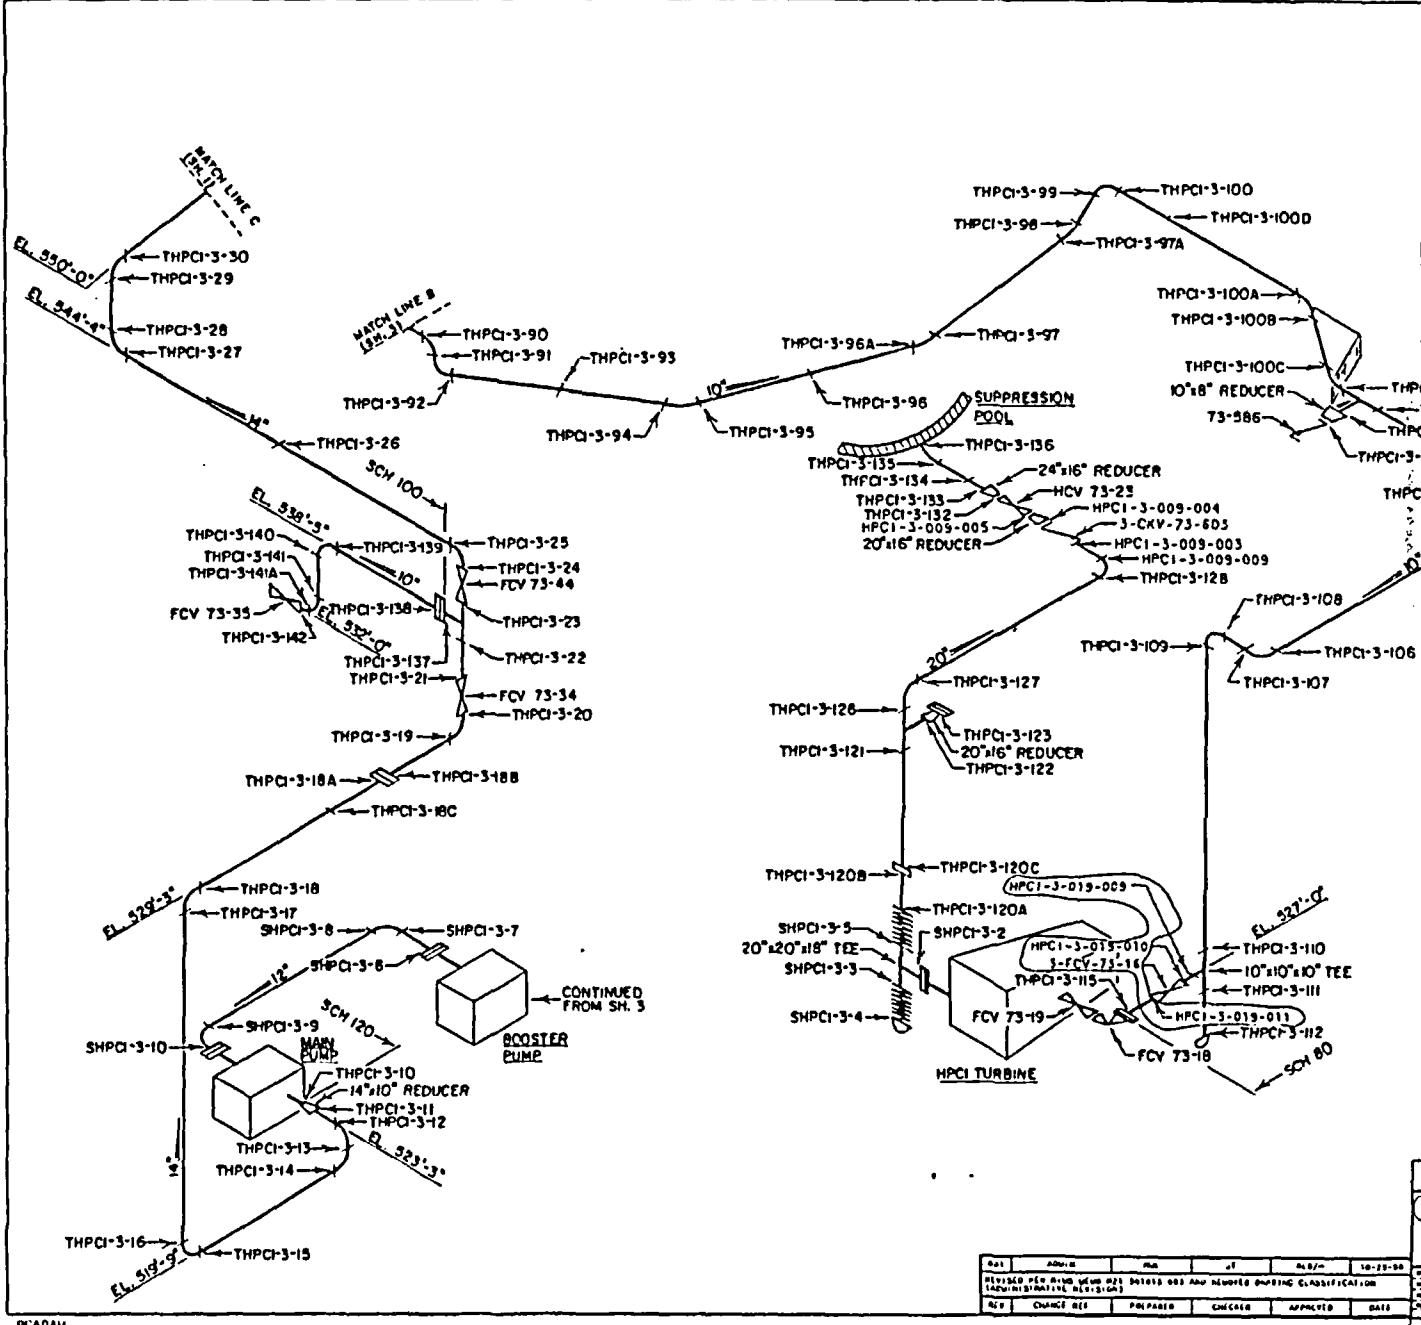 MATCH LINE C
(SH. 1)
THPCI-3-30
EL. 550'-0"
THPCI-3-29
EL. 544'-4"
THPCI-3-28
THPCI-3-27
14"
THPCI-3-26
SCH 100
MATCH LINE B
(SH. 3)
THPCI-3-90
THPCI-3-91
THPCI-3-92
THPCI-3-93
THPCI-3-94
10"
THPCI-3-95
THPCI-3-96
THPCI-3-96A
THPCI-3-97
THPCI-3-97A
THPCI-3-98
THPCI-3-99
THPCI-3-100
THPCI-3-100D
THPCI-3-100A
THPCI-3-100B
THPCI-3-100C
10"x8" REDUCER
73-586
SUPPRESSION
POOL
THPCI-3-136
THPCI-3-135
THPCI-3-134
24"x16" REDUCER
THPCI-3-133
HCV 73-23
THPCI-3-132
HPCI-3-009-004
HPCI-3-009-005
3-CKV-73-603
20"x16" REDUCER
HPCI-3-009-003
HPCI-3-009-009
THPCI-3-128
20"
THPCI-3-127
THPCI-3-126
THPCI-3-123
THPCI-3-121
20"x16" REDUCER
THPCI-3-122
10"
THPCI-3-108
THPCI-3-109
THPCI-3-106
THPCI-3-107
EL. 538'-5"
THPCI-3-140
THPCI-3-139
THPCI-3-25
THPCI-3-141
THPCI-3-24
THPCI-3-141A
10"
FCV 73-44
FCV 73-35
THPCI-3-138
THPCI-3-23
THPCI-3-142
EL. 532'-0"
THPCI-3-137
THPCI-3-22
THPCI-3-21
FCV 73-34
THPCI-3-20
THPCI-3-19
THPCI-3-18A
THPCI-3-18B
THPCI-3-18C
THPCI-3-18
EL. 529'-3"
THPCI-3-17
SHPCI-3-8
SHPCI-3-7
SHPCI-3-6
12"
CONTINUED
FROM SH. 3
SHPCI-3-9
SCH 120
BOOSTER
PUMP
SHPCI-3-10
MAIN
PUMP
THPCI-3-10
14"x10" REDUCER
THPCI-3-11
THPCI-3-12
THPCI-3-13
EL. 523'-3"
THPCI-3-14
14"
THPCI-3-16
THPCI-3-15
EL. 519'-9"
THPCI-3-120C
THPCI-3-120B
HPCI-3-019-009
THPCI-3-120A
SHPCI-3-5
SHPCI-3-2
EL. 527'-0"
20"x20"x18" TEE
HPCI-3-019-010
THPCI-3-110
SHPCI-3-3
3-FCV-73-16
10"x10"x10" TEE
THPCI-3-115
THPCI-3-111
SHPCI-3-4
FCV 73-19
HPCI-3-019-011
THPCI-3-112
FCV 73-18
HPCI TURBINE
SCH 80
REV
CHANGE REF
PREPARED
CHECKER
APPROVED
DATE